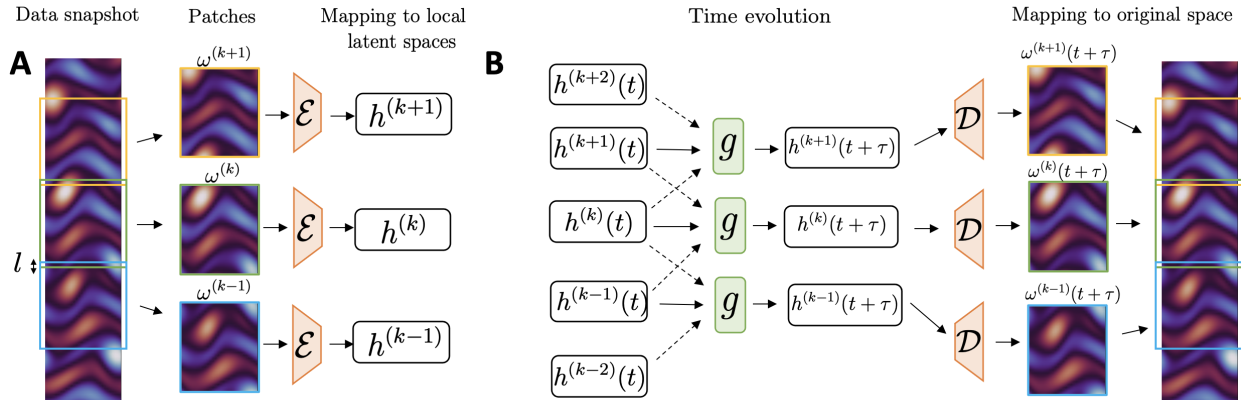 Data snapshot
Patches
Mapping to local
latent spaces
A
ω^(k+1)
ℰ
h^(k+1)
ω^(k)
ℰ
h^(k)
l
ω^(k-1)
ℰ
h^(k-1)
Time evolution
Mapping to original space
B
h^(k+2)(t)
h^(k+1)(t)
h^(k)(t)
h^(k-1)(t)
h^(k-2)(t)
g
g
g
h^(k+1)(t + τ)
h^(k)(t + τ)
h^(k-1)(t + τ)
𝒟
𝒟
𝒟
ω^(k+1)(t + τ)
ω^(k)(t + τ)
ω^(k-1)(t + τ)